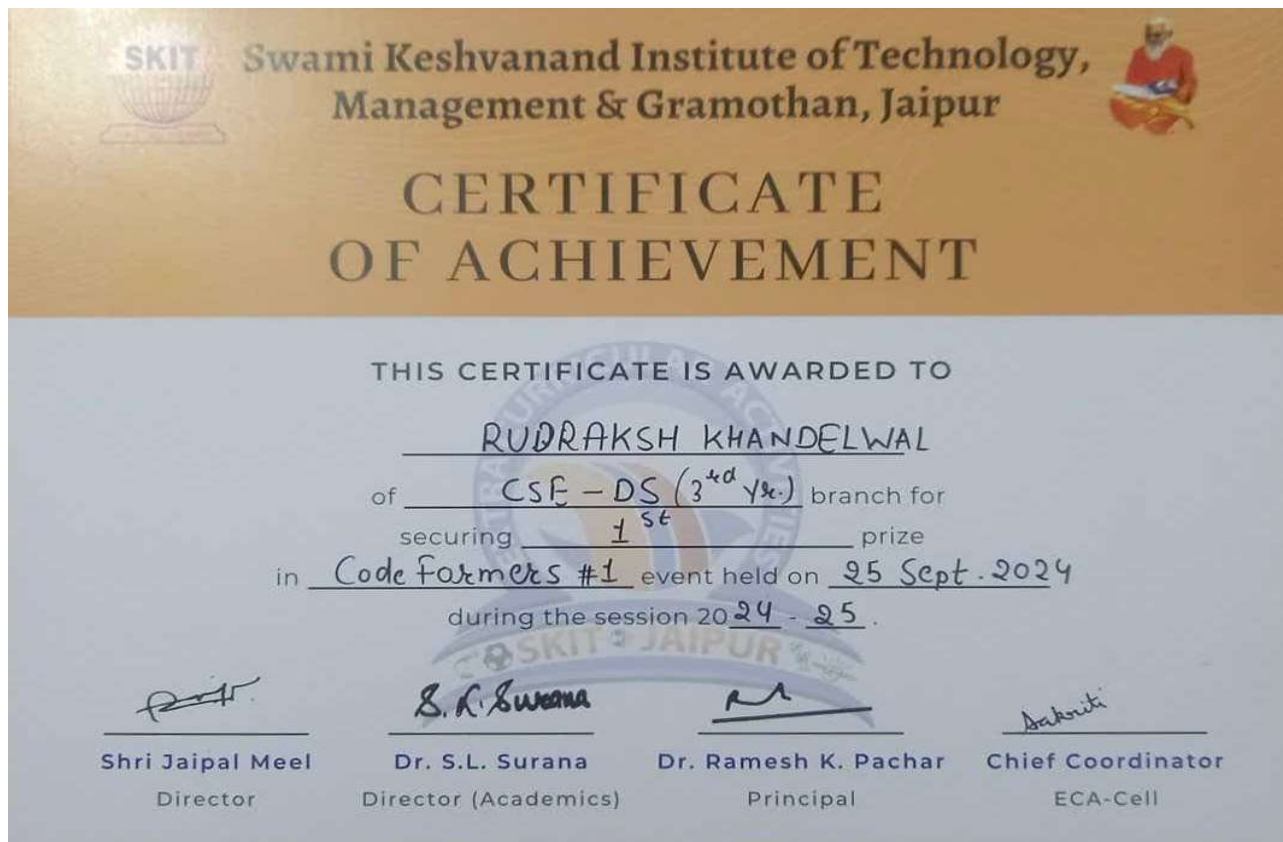 SKIT
Swami Keshvanand Institute of Technology,
Management & Gramothan, Jaipur
CERTIFICATE
OF ACHIEVEMENT
THIS CERTIFICATE IS AWARDED TO
RUDRAKSH KHANDELWAL
of CSE - DS (3rd Yr.) branch for
securing 1st prize
in Code Farmers #1 event held on 25 Sept. 2024
during the session 2024 - 25.
SKIT JAIPUR
S. L. Surana
Aakriti
Shri Jaipal Meel
Dr. S.L. Surana
Dr. Ramesh K. Pachar
Chief Coordinator
Director
Director (Academics)
Principal
ECA-Cell